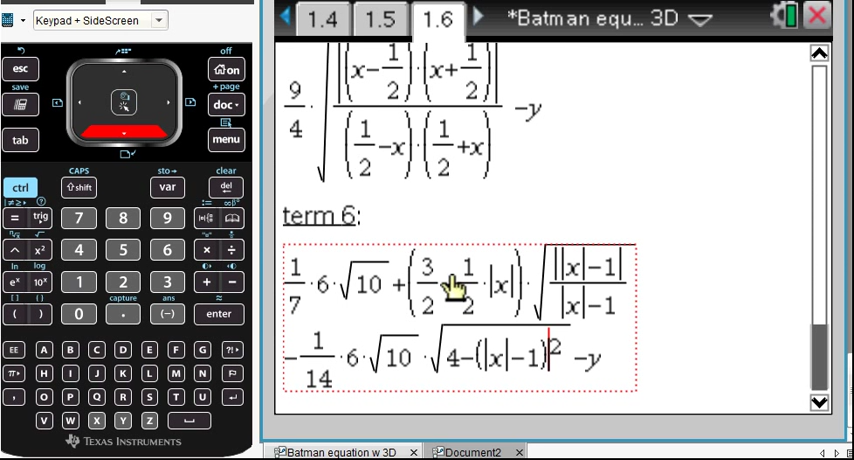 Keypad + SideScreen
esc
save
tab
ctrl
off
on
+ page
doc
menu
CAPS
shift
sto→
var
clear
del
= trig 7 8 9
^ x² 4 5 6 × ÷
ln log
eˣ 10ˣ 1 2 3 + −
[ ] { } capture ans ≈
( ) 0 . (−) enter
EE A B C D E F G ?!
π H I J K L M N
, O P Q R S T U
V W X Y Z
TEXAS INSTRUMENTS
1.4 1.5 1.6 *Batman equ... 3D
9/4·√(|(x−1/2)·(x+1/2)|/((1/2−x)·(1/2+x))) −y
term 6:
1/7·6·√10+(3/2 1/2·|x|)·√(||x|−1|/|x|−1)
−1/14·6·√10·√(4−(|x|−1)²) −y
Batman equation w 3D × Document2 ×